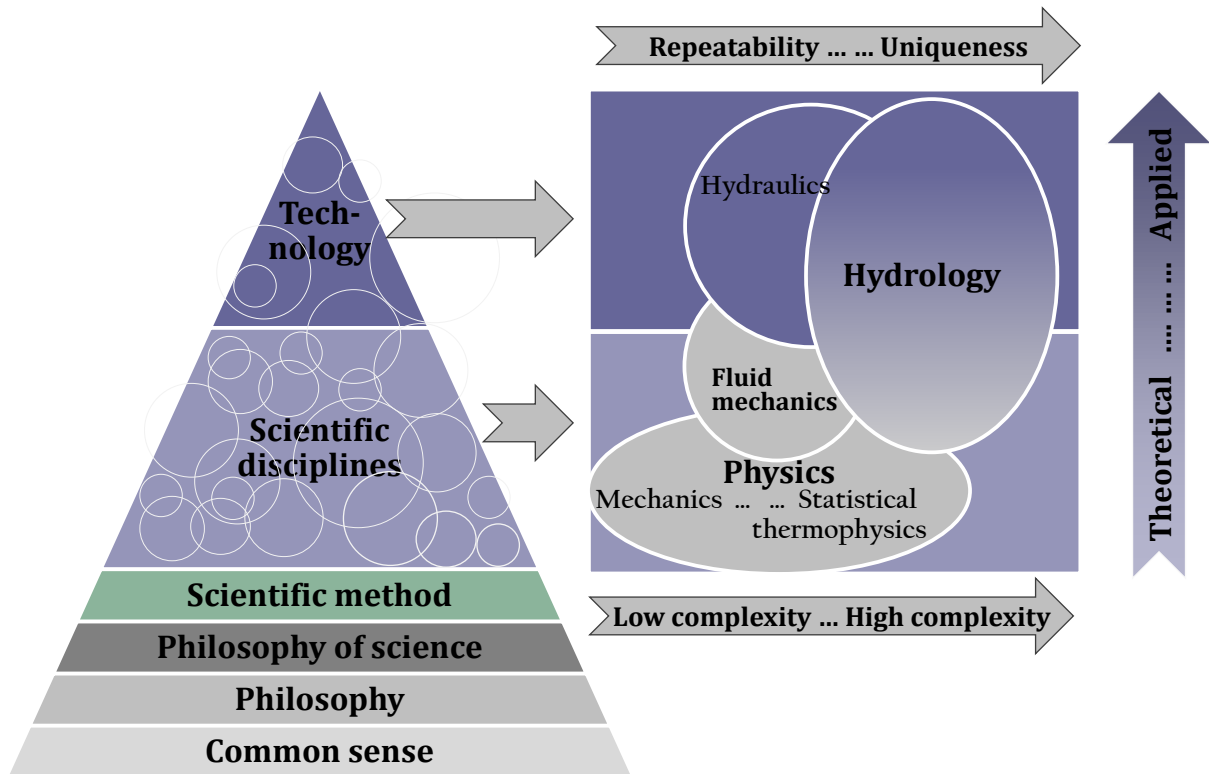 Repeatability ... ... Uniqueness
Tech-
nology
Scientific
disciplines
Scientific method
Philosophy of science
Philosophy
Common sense
Hydraulics
Hydrology
Fluid
mechanics
Physics
Mechanics ... ... Statistical
thermophysics
Low complexity ... High complexity
Theoretical .... ... ... Applied